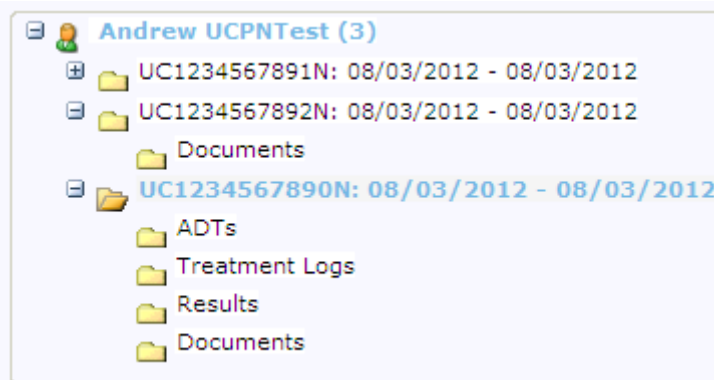 Andrew UCPNTest (3)
UC1234567891N: 08/03/2012 - 08/03/2012
UC1234567892N: 08/03/2012 - 08/03/2012
Documents
UC1234567890N: 08/03/2012 - 08/03/2012
ADTs
Treatment Logs
Results
Documents